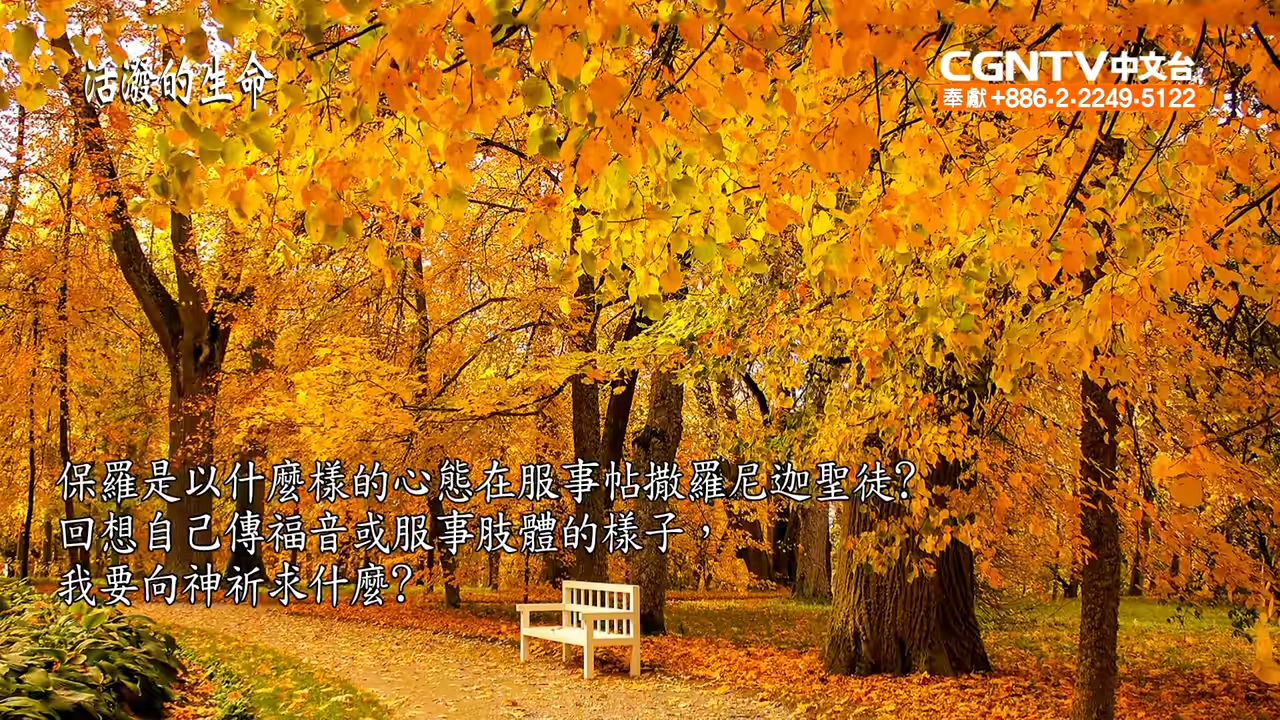 活潑的生命
CGNTV中文台
奉獻+886-2-2249-5122
保羅是以什麼樣的心態在服事帖撒羅尼迦聖徒?
回想自己傳福音或服事肢體的樣子，
我要向神祈求什麼?